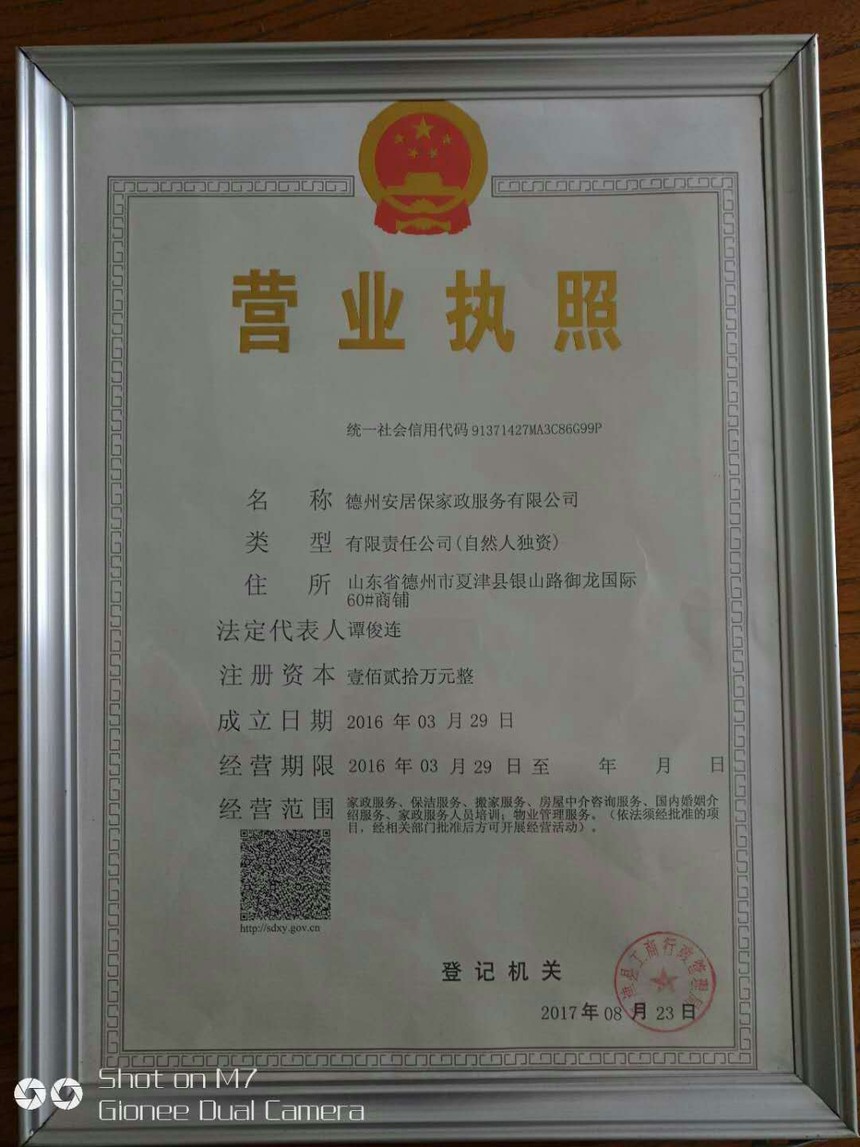 营业执照
统一社会信用代码 91371427MA3C86G99P
名称 德州安居保家政服务有限公司
类型 有限责任公司(自然人独资)
住所 山东省德州市夏津县银山路御龙国际
60#商铺
法定代表人 谭俊连
注册资本 壹佰贰拾万元整
成立日期 2016 年 03 月 29 日
经营期限 2016 年 03 月 29 日 至 年 月 日
经营范围 家政服务、保洁服务、搬家服务、房屋中介咨询服务、国内婚姻介
绍服务、家政服务人员培训；物业管理服务。（依法须经批准的项
目，经相关部门批准后方可开展经营活动）。
http://sdxy.gov.cn
登记机关
津县工商行政管理局
2017 年 08 月 23 日
Shot on M7
Gionee Dual Camera